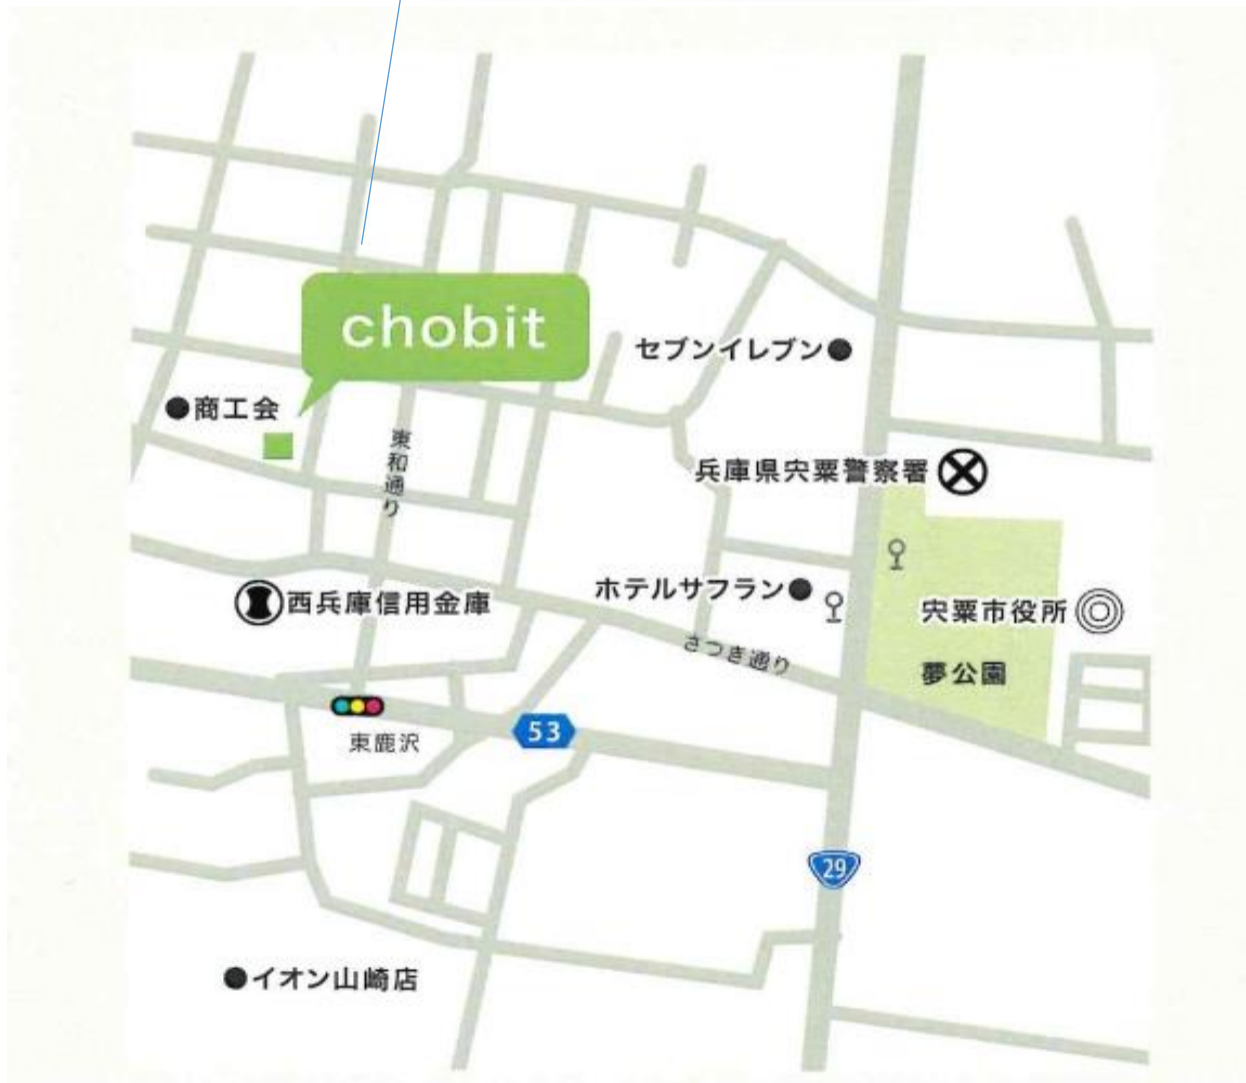 chobit
セブンイレブン
商工会
東和通り
兵庫県宍粟警察署
ホテルサフラン
西兵庫信用金庫
宍粟市役所
さつき通り
夢公園
53
東鹿沢
29
イオン山崎店